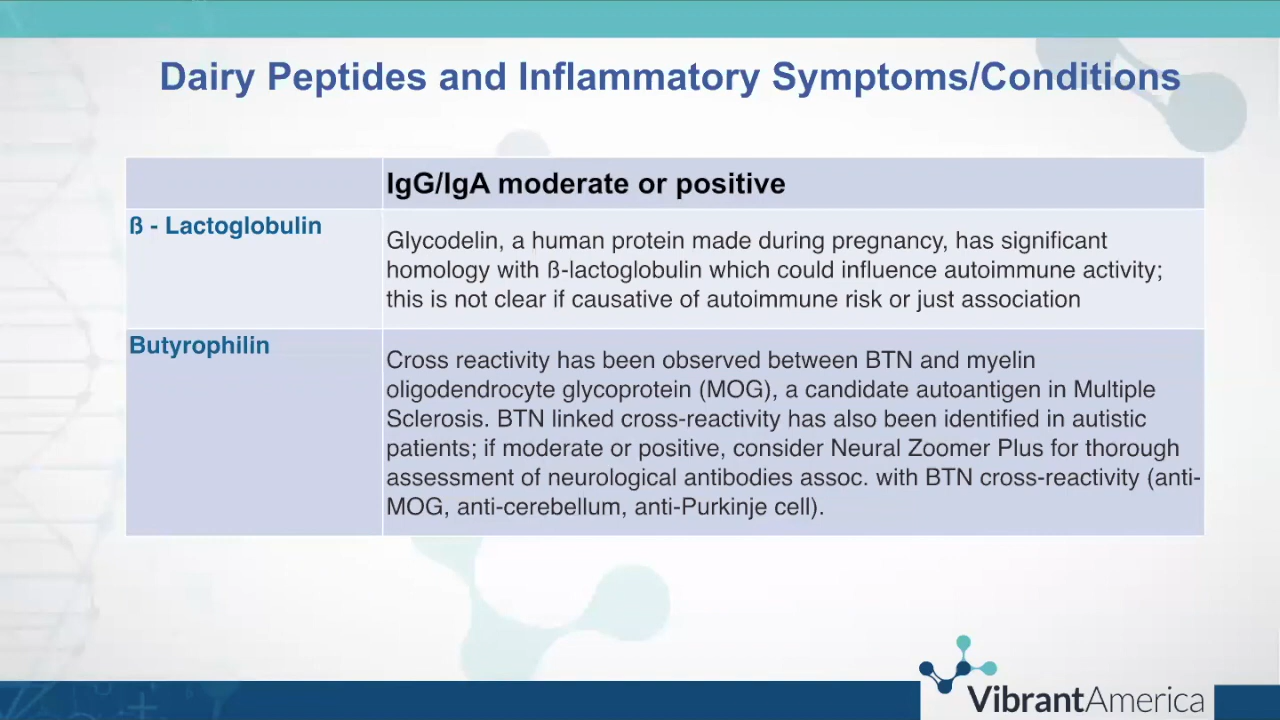 Dairy Peptides and Inflammatory Symptoms/Conditions
IgG/IgA moderate or positive
ß - Lactoglobulin
Glycodelin, a human protein made during pregnancy, has significant
homology with ß-lactoglobulin which could influence autoimmune activity;
this is not clear if causative of autoimmune risk or just association
Butyrophilin
Cross reactivity has been observed between BTN and myelin
oligodendrocyte glycoprotein (MOG), a candidate autoantigen in Multiple
Sclerosis. BTN linked cross-reactivity has also been identified in autistic
patients; if moderate or positive, consider Neural Zoomer Plus for thorough
assessment of neurological antibodies assoc. with BTN cross-reactivity (anti-
MOG, anti-cerebellum, anti-Purkinje cell).
VibrantAmerica